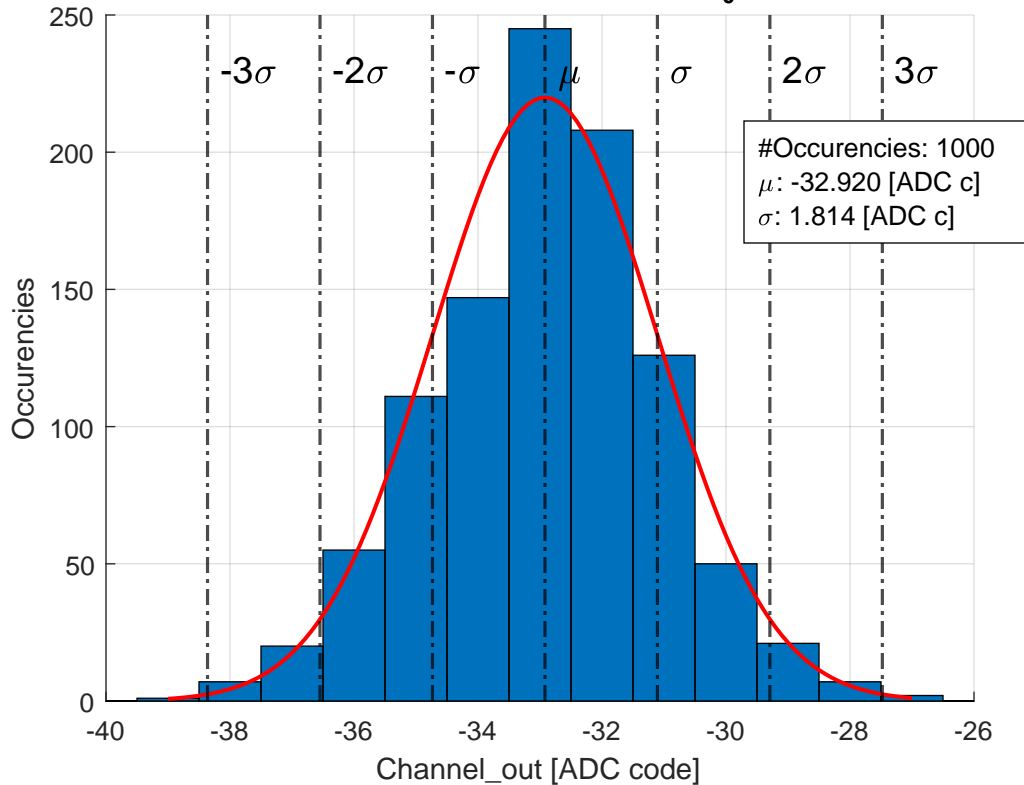 250
-3σ
-2σ
-σ
μ
σ
2σ
3σ
#Occurencies: 1000
μ: -32.920 [ADC c]
σ: 1.814 [ADC c]
200
150
100
50
0
Occurencies
-40
-38
-36
-34
-32
-30
-28
-26
Channel_out [ADC code]